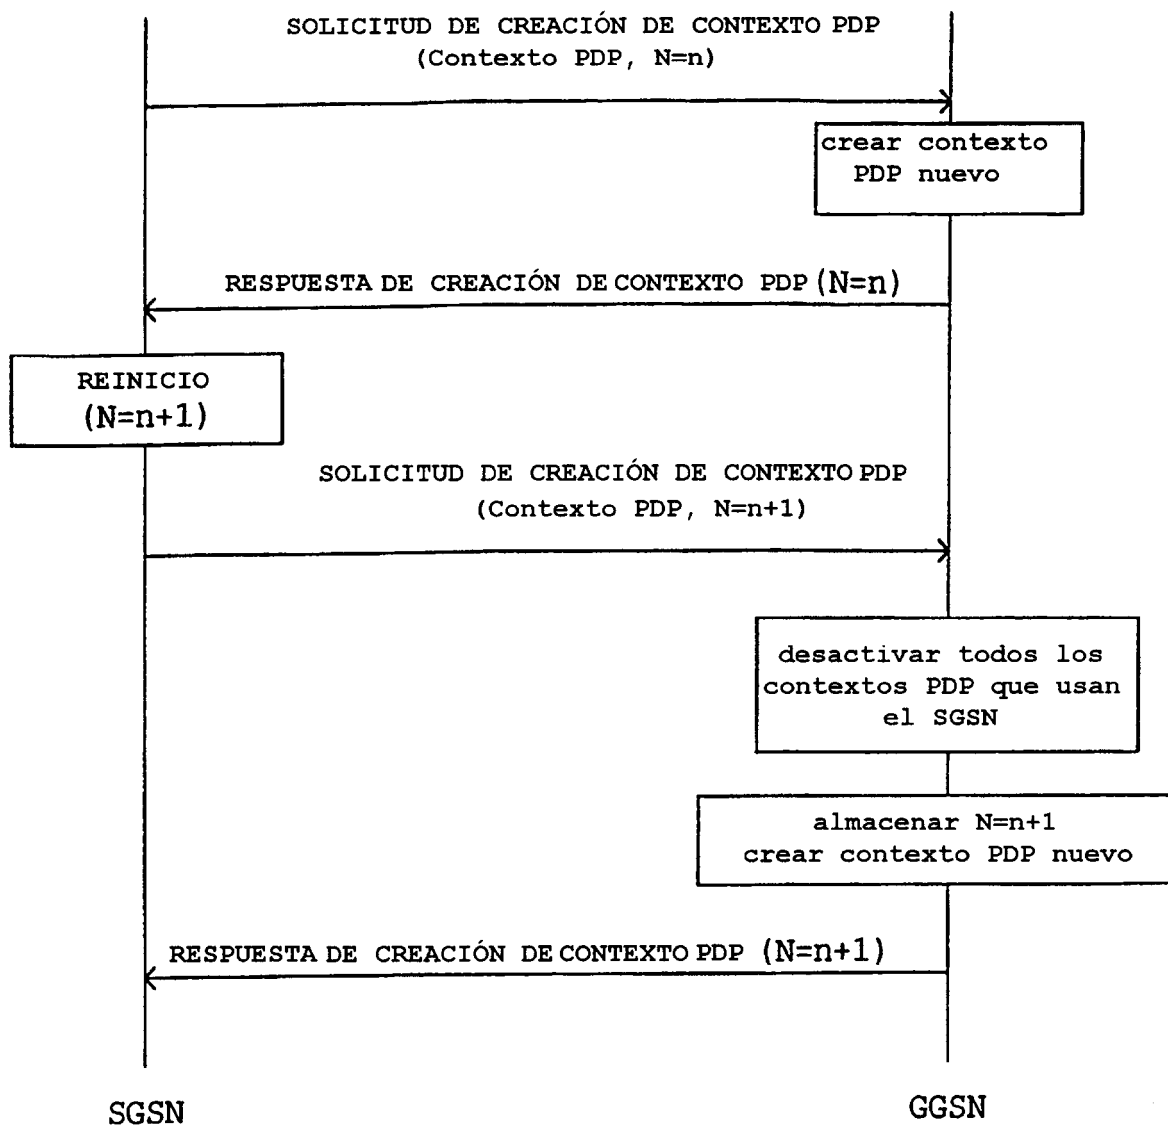 SOLICITUD DE CREACIÓN DE CONTEXTO PDP
(Contexto PDP, N=n)
crear contexto
PDP nuevo
RESPUESTA DE CREACIÓN DE CONTEXTO PDP (N=n)
REINICIO
(N=n+1)
SOLICITUD DE CREACIÓN DE CONTEXTO PDP
(Contexto PDP, N=n+1)
desactivar todos los
contextos PDP que usan
el SGSN
almacenar N=n+1
crear contexto PDP nuevo
RESPUESTA DE CREACIÓN DE CONTEXTO PDP (N=n+1)
SGSN
GGSN